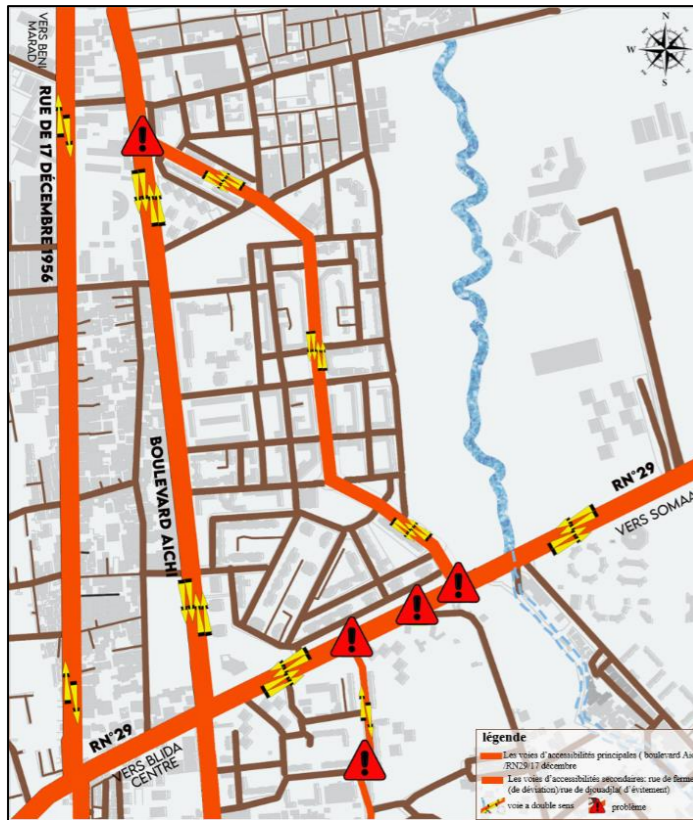 N
W
E
S
VERS BENI
MARAD
RUE DE 17 DÉCEMBRE 1956
BOULEVARD AICHI
RN°29
VERS SOMAA
RN°29
VERS BLIDA
CENTRE
légende
Les voies d'accessibilités principales ( boulevard Aic
/RN29/17 décembre
Les voies d'accessibilités secondaires: rue de ferme
(de déviation)/rue de djouadjla( d'évitement)
voie a double sens
problème